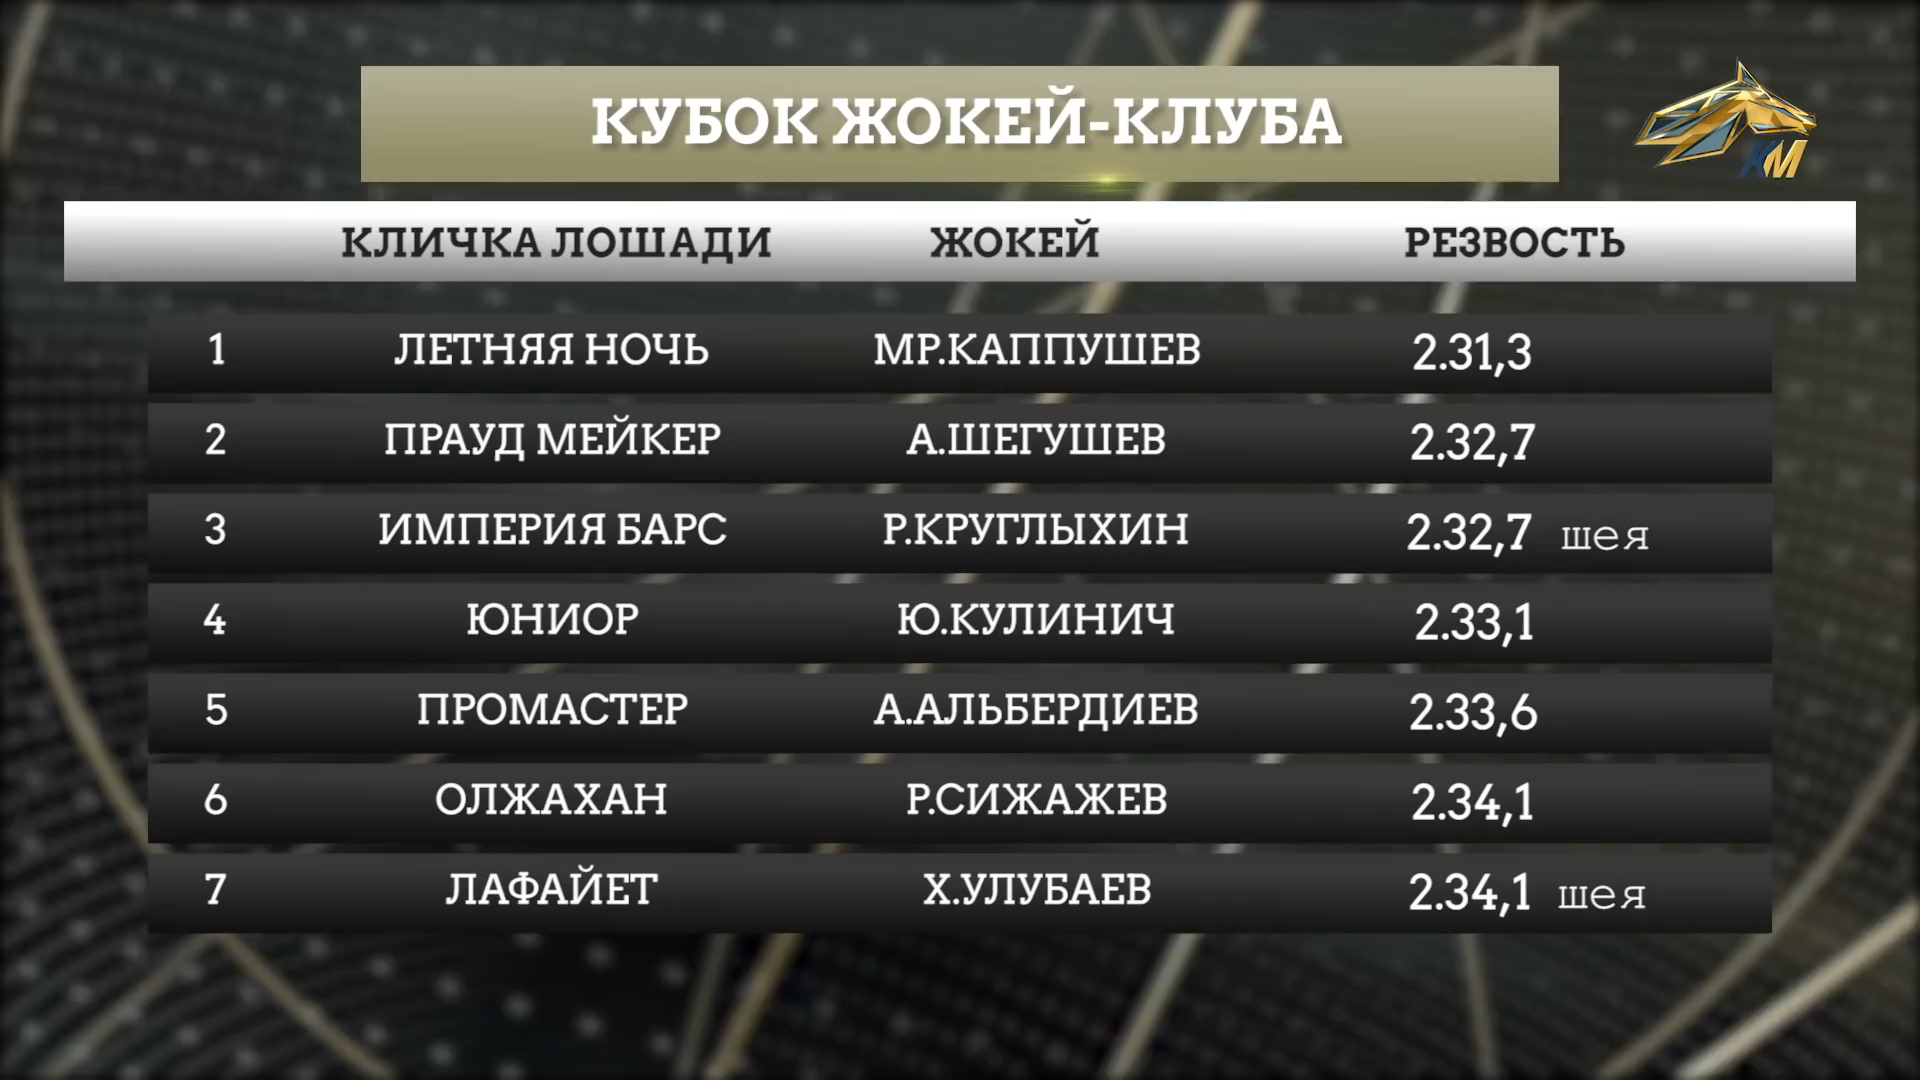 КУБОК ЖОКЕЙ-КЛУБА
КМ
КЛИЧКА ЛОШАДИ ЖОКЕЙ РЕЗВОСТЬ
1 ЛЕТНЯЯ НОЧЬ МР.КАППУШЕВ 2.31,3
2 ПРАУД МЕЙКЕР А.ШЕГУШЕВ 2.32,7
3 ИМПЕРИЯ БАРС Р.КРУГЛЫХИН 2.32,7 шея
4 ЮНИОР Ю.КУЛИНИЧ 2.33,1
5 ПРОМАСТЕР А.АЛЬБЕРДИЕВ 2.33,6
6 ОЛЖАХАН Р.СИЖАЖЕВ 2.34,1
7 ЛАФАЙЕТ Х.УЛУБАЕВ 2.34,1 шея